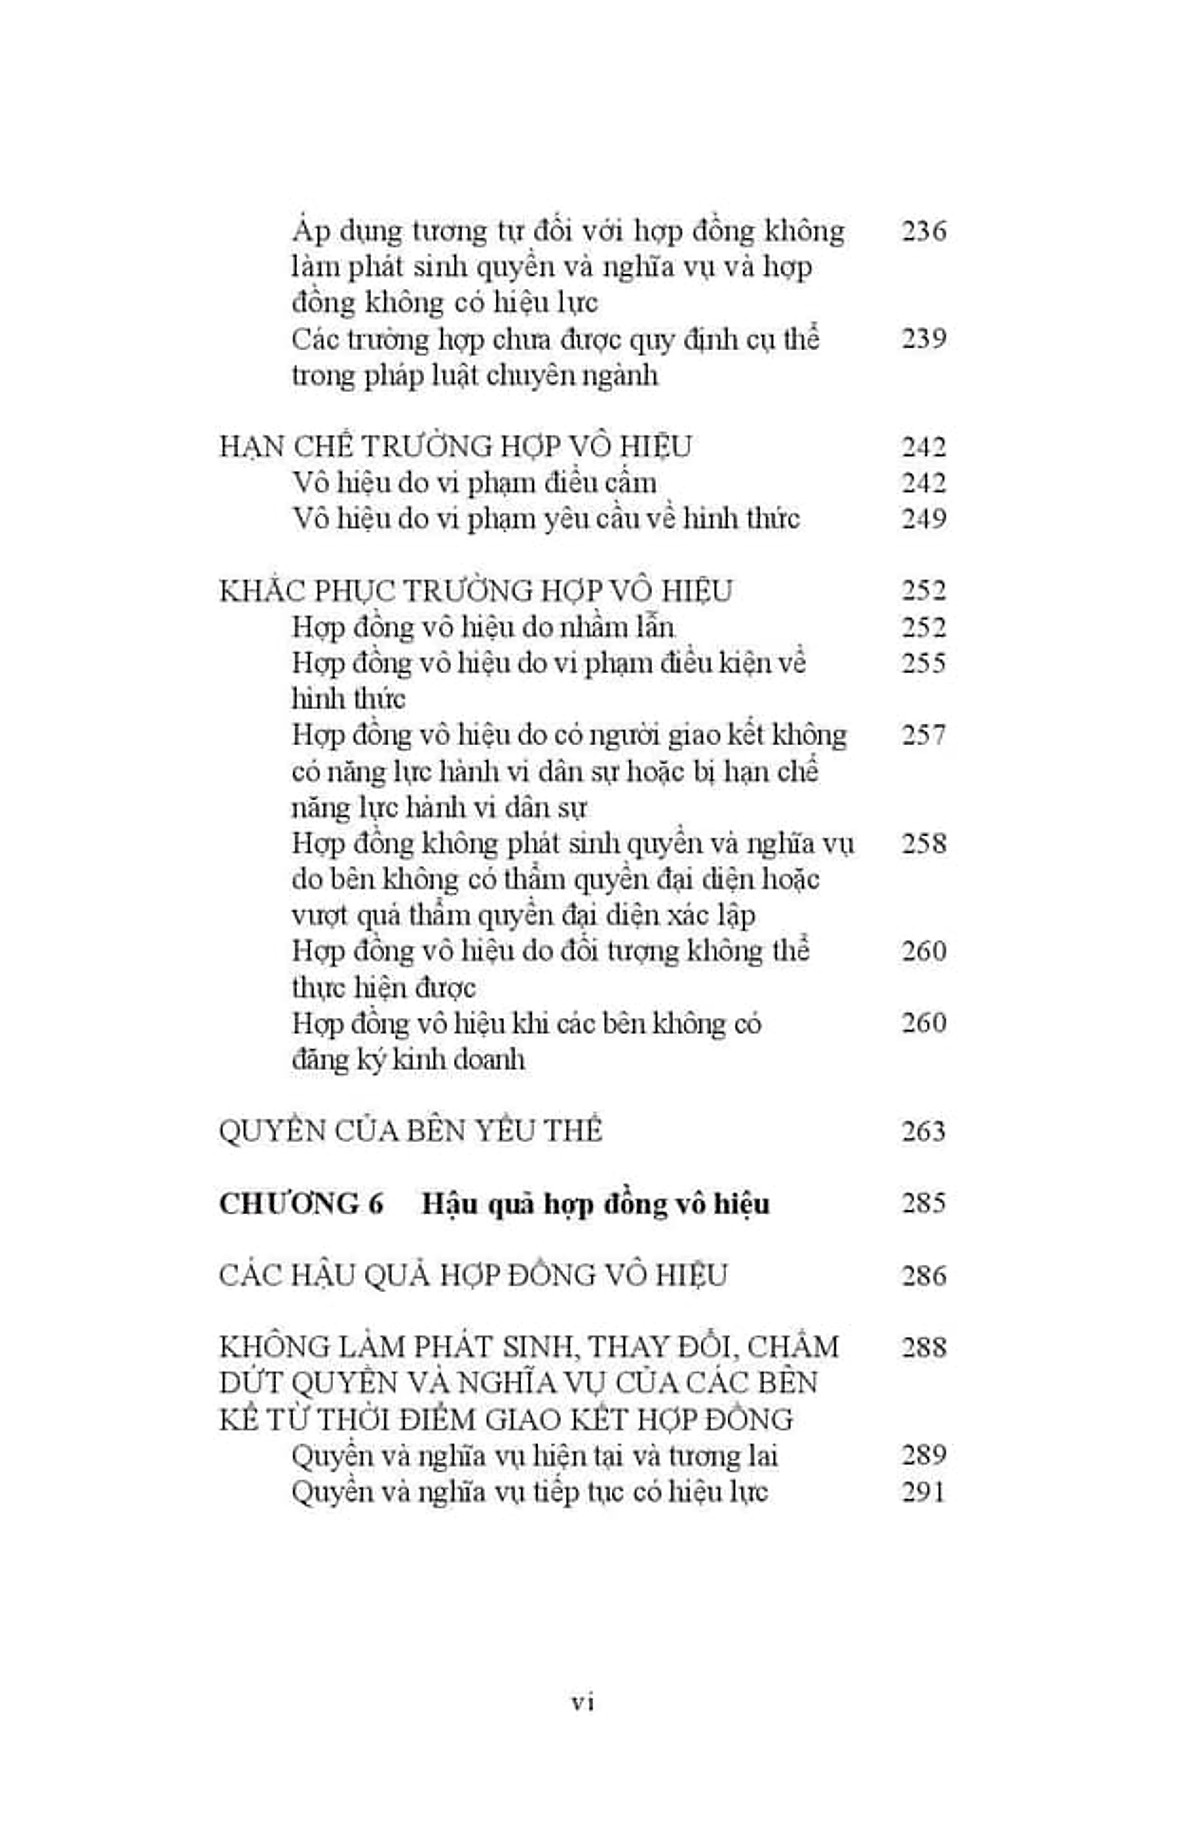 Áp dụng tương tự đối với hợp đồng không 236
làm phát sinh quyền và nghĩa vụ và hợp
đồng không có hiệu lực
Các trường hợp chưa được quy định cụ thể 239
trong pháp luật chuyên ngành
HẠN CHẾ TRƯỜNG HỢP VÔ HIỆU 242
Vô hiệu do vi phạm điều cấm 242
Vô hiệu do vi phạm yêu cầu về hình thức 249
KHẮC PHỤC TRƯỜNG HỢP VÔ HIỆU 252
Hợp đồng vô hiệu do nhầm lẫn 252
Hợp đồng vô hiệu do vi phạm điều kiện về 255
hình thức
Hợp đồng vô hiệu do có người giao kết không 257
có năng lực hành vi dân sự hoặc bị hạn chế
năng lực hành vi dân sự
Hợp đồng không phát sinh quyền và nghĩa vụ 258
do bên không có thẩm quyền đại diện hoặc
vượt quá thẩm quyền đại diện xác lập
Hợp đồng vô hiệu do đối tượng không thể 260
thực hiện được
Hợp đồng vô hiệu khi các bên không có 260
đăng ký kinh doanh
QUYỀN CỦA BÊN YẾU THẾ 263
CHƯƠNG 6 Hậu quả hợp đồng vô hiệu 285
CÁC HẬU QUẢ HỢP ĐỒNG VÔ HIỆU 286
KHÔNG LÀM PHÁT SINH, THAY ĐỔI, CHẤM 288
DỨT QUYỀN VÀ NGHĨA VỤ CỦA CÁC BÊN
KỂ TỪ THỜI ĐIỂM GIAO KẾT HỢP ĐỒNG
Quyền và nghĩa vụ hiện tại và tương lai 289
Quyền và nghĩa vụ tiếp tục có hiệu lực 291
vi